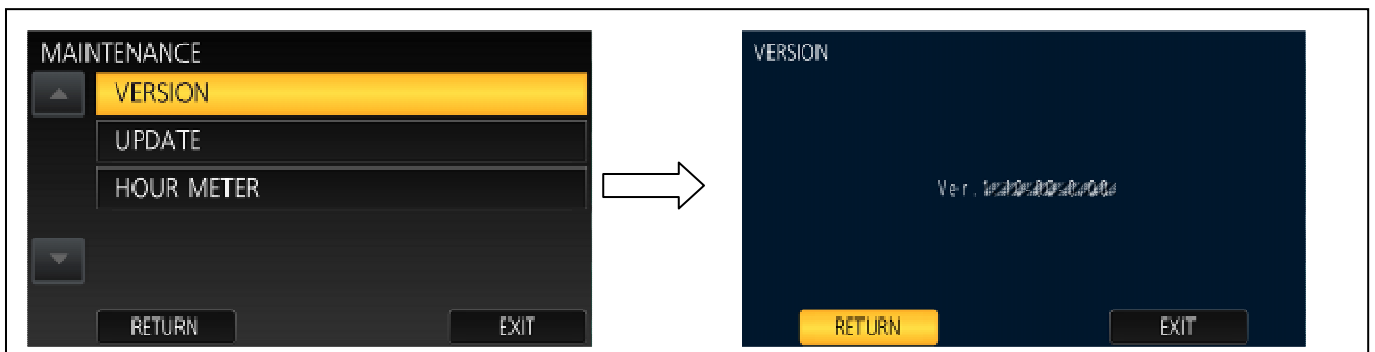 MAINTENANCE
VERSION
UPDATE
HOUR METER
RETURN
EXIT
VERSION
Ver.
RETURN
EXIT